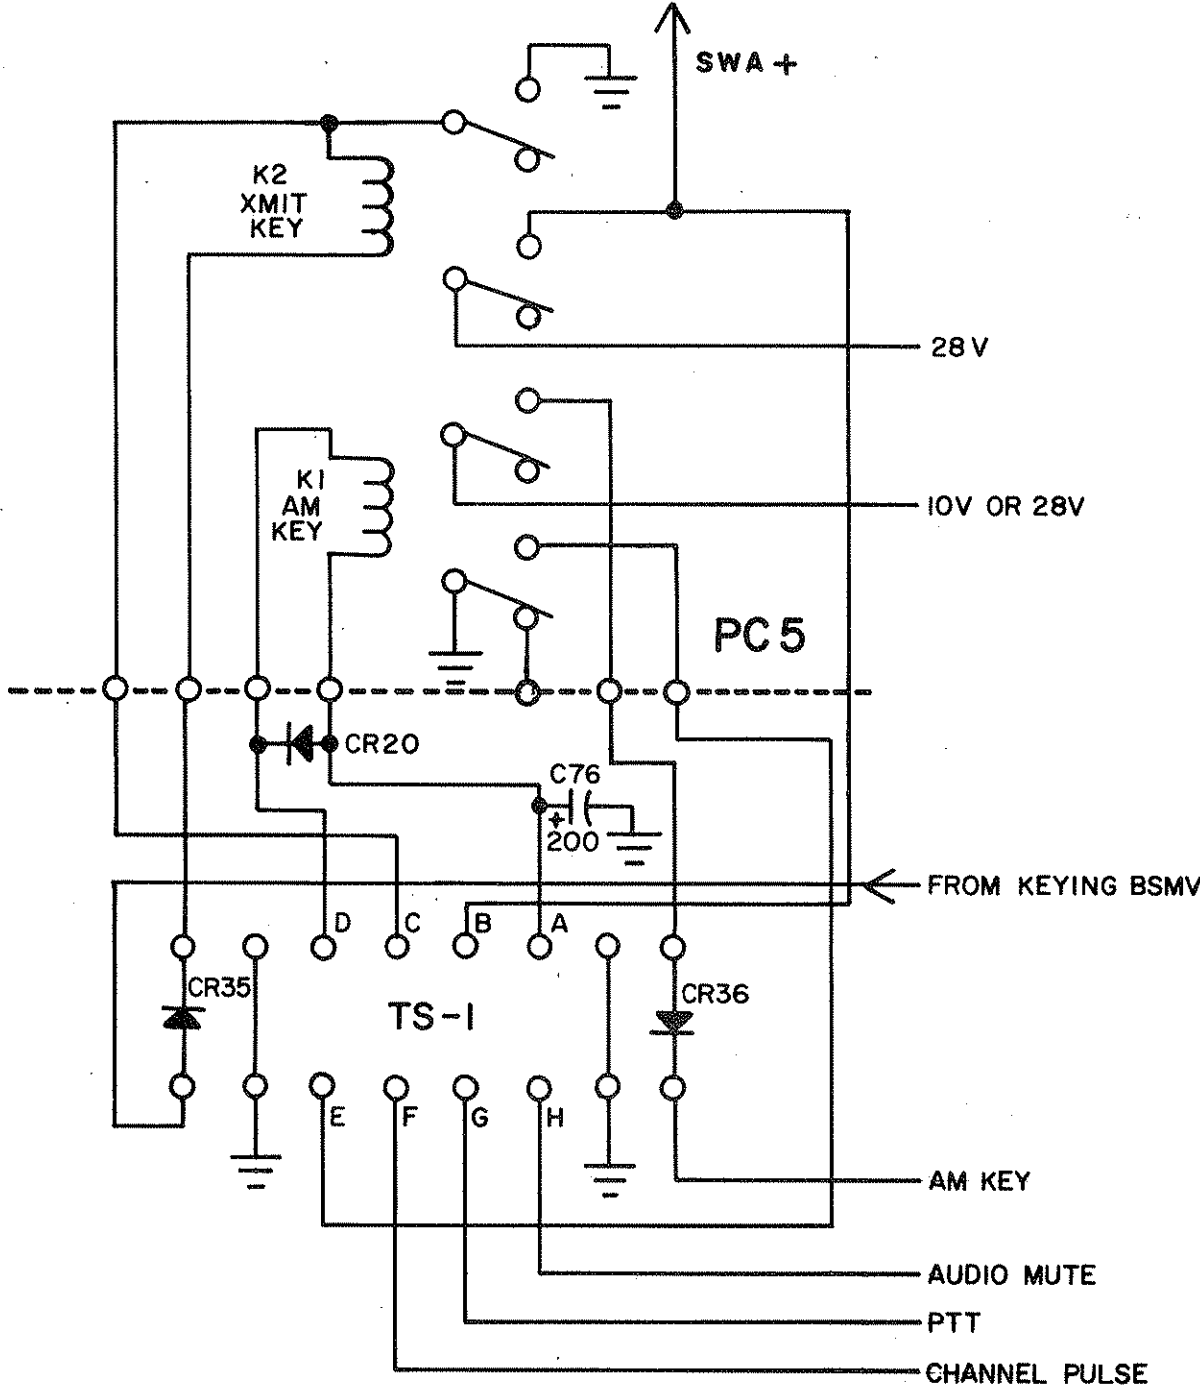 SWA +
K2
XMIT
KEY
28V
K1
AM
KEY
10V OR 28V
PC5
CR20
C76
+
200
FROM KEYING BSMV
D C B A
CR35
CR36
TS-1
E F G H
AM KEY
AUDIO MUTE
PTT
CHANNEL PULSE